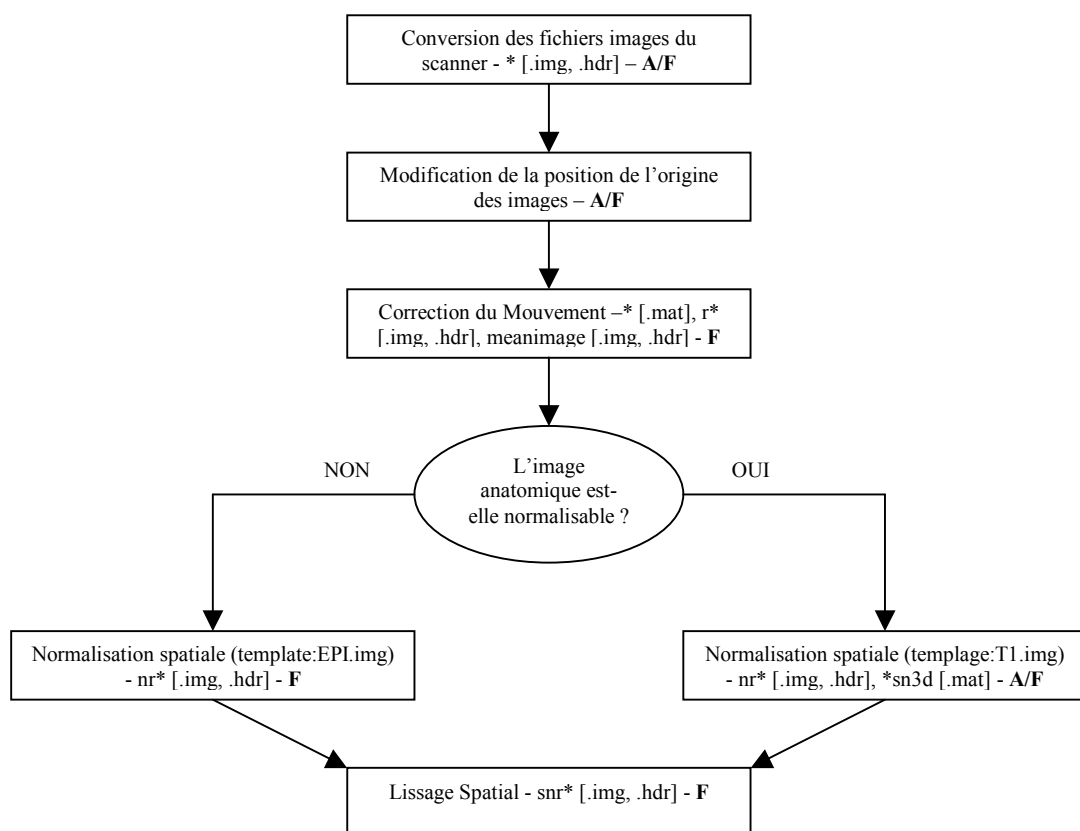 Conversion des fichiers images du
scanner - * [.img, .hdr] – A/F
Modification de la position de l’origine
des images – A/F
Correction du Mouvement –* [.mat], r*
[.img, .hdr], meanimage [.img, .hdr] - F
L’image
anatomique est-
elle normalisable ?
NON
OUI
Normalisation spatiale (template:EPI.img)
- nr* [.img, .hdr] - F
Normalisation spatiale (templage:T1.img)
- nr* [.img, .hdr], *sn3d [.mat] - A/F
Lissage Spatial - snr* [.img, .hdr] - F